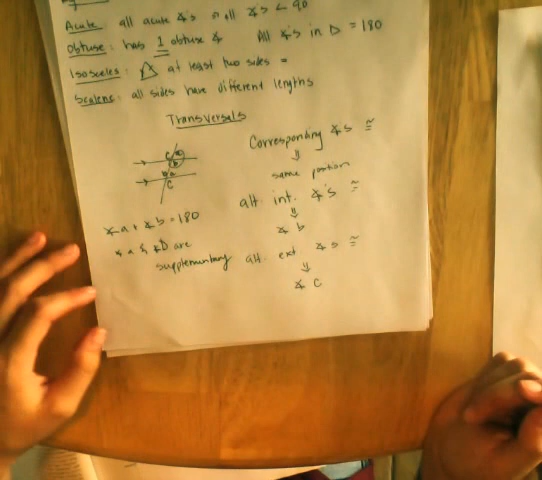 Acute: all acute ∡'s all ∡s < 90
Obtuse: has 1 obtuse ∡ All ∡'s in △ = 180
Isosceles: △ at least two sides =
Scalene: all sides have different lengths
Transversals
Corresponding ∡s ≅
⇓
same position
alt. int. ∡'s ≅
⇓
∡ b
alt. ext ∡s ≅
⇓
∡ C
∡a + ∡b = 180
∡a & ∡D are
supplementary